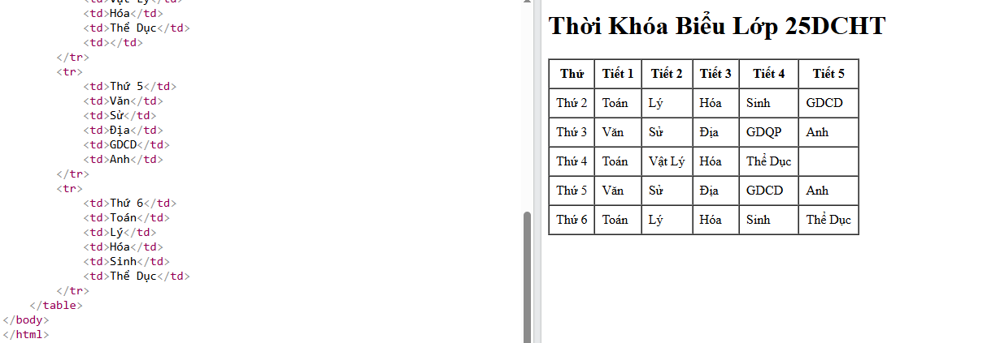 <td>Vật Lý</td>
<td>Hóa</td>
<td>Thể Dục</td>
<td></td>
</tr>
<tr>
<td>Thứ 5</td>
<td>Văn</td>
<td>Sử</td>
<td>Địa</td>
<td>GDCD</td>
<td>Anh</td>
</tr>
<tr>
<td>Thứ 6</td>
<td>Toán</td>
<td>Lý</td>
<td>Hóa</td>
<td>Sinh</td>
<td>Thể Dục</td>
</tr>
</table>
</body>
</html>
Thời Khóa Biểu Lớp 25DCHT
Thứ Tiết 1 Tiết 2 Tiết 3 Tiết 4 Tiết 5
Thứ 2 Toán Lý Hóa Sinh GDCD
Thứ 3 Văn Sử Địa GDQP Anh
Thứ 4 Toán Vật Lý Hóa Thể Dục
Thứ 5 Văn Sử Địa GDCD Anh
Thứ 6 Toán Lý Hóa Sinh Thể Dục